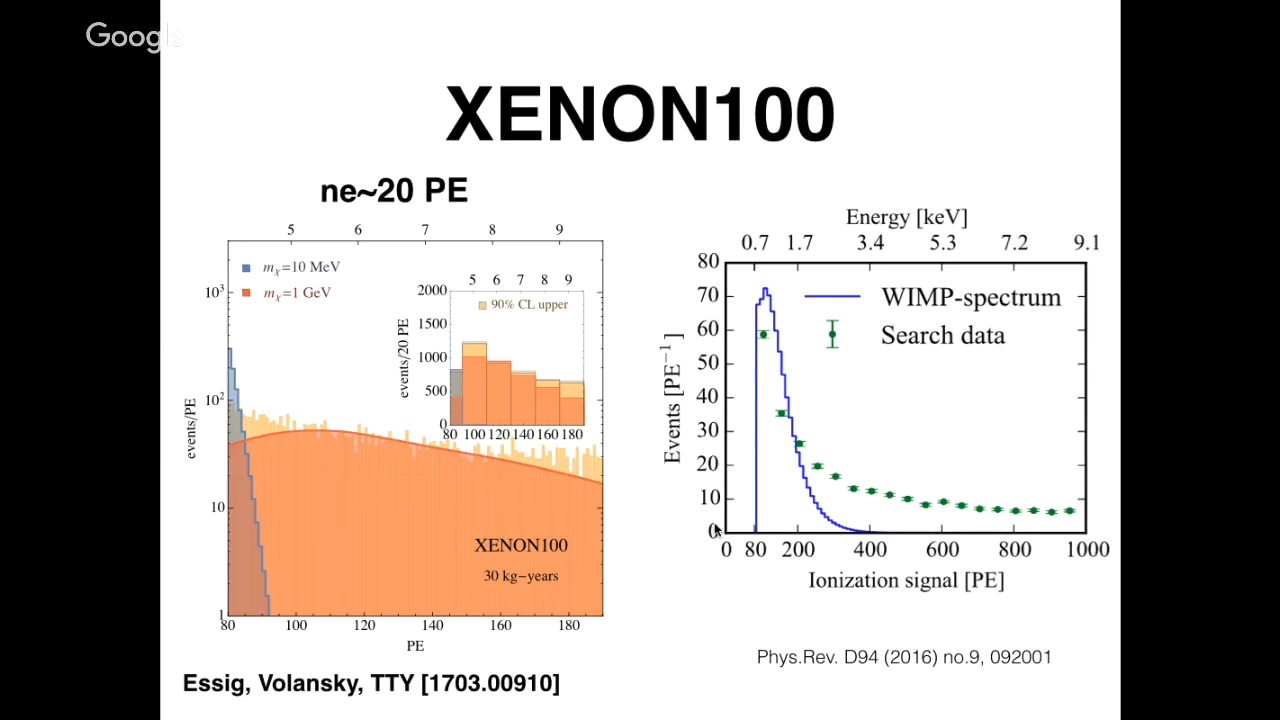 Google
XENON100
ne~20 PE
5 6 7 8 9
mχ=10 MeV
mχ=1 GeV
10³
10²
10
1
events/PE
80 100 120 140 160 180
PE
XENON100
30 kg−years
5 6 7 8 9
2000
1500
1000
500
0
events/20 PE
90% CL upper
80 100 120 140 160 180
Essig, Volansky, TTY [1703.00910]
Energy [keV]
0.7 1.7 3.4 5.3 7.2 9.1
80
70
60
50
40
30
20
10
0
Events [PE⁻¹]
WIMP-spectrum
Search data
0 80 200 400 600 800 1000
Ionization signal [PE]
Phys.Rev. D94 (2016) no.9, 092001